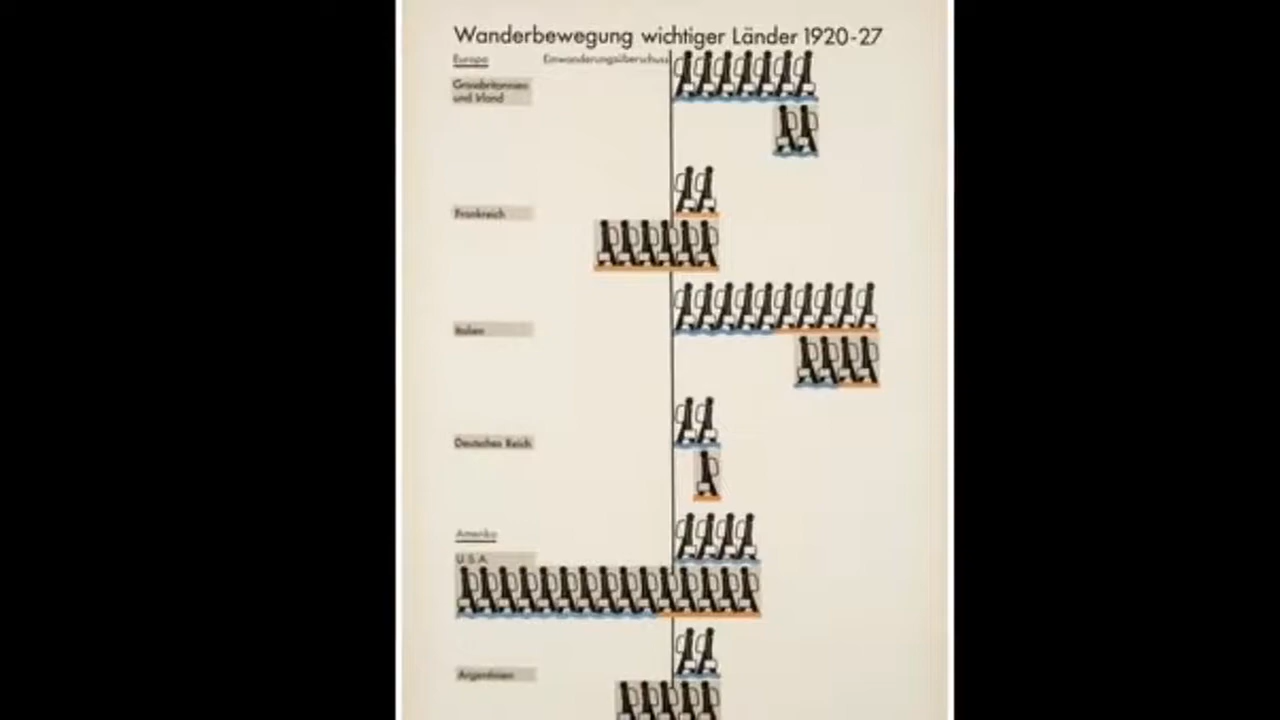 Wanderbewegung wichtiger Länder 1920-27
Europa
Einwanderungsüberschuss
Grossbritannien
und Irland
Frankreich
Italien
Deutsches Reich
Amerika
U.S.A.
Argentinien